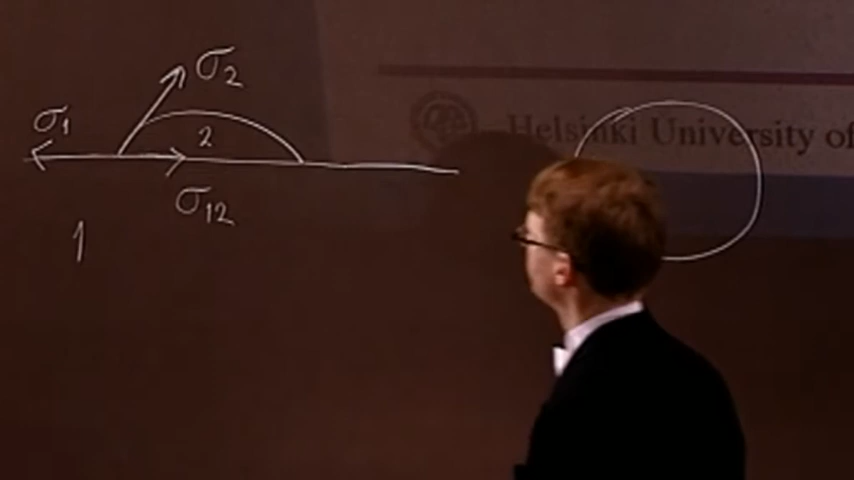 σ₂
σ₁
2
σ₁₂
1
Helsinki University of